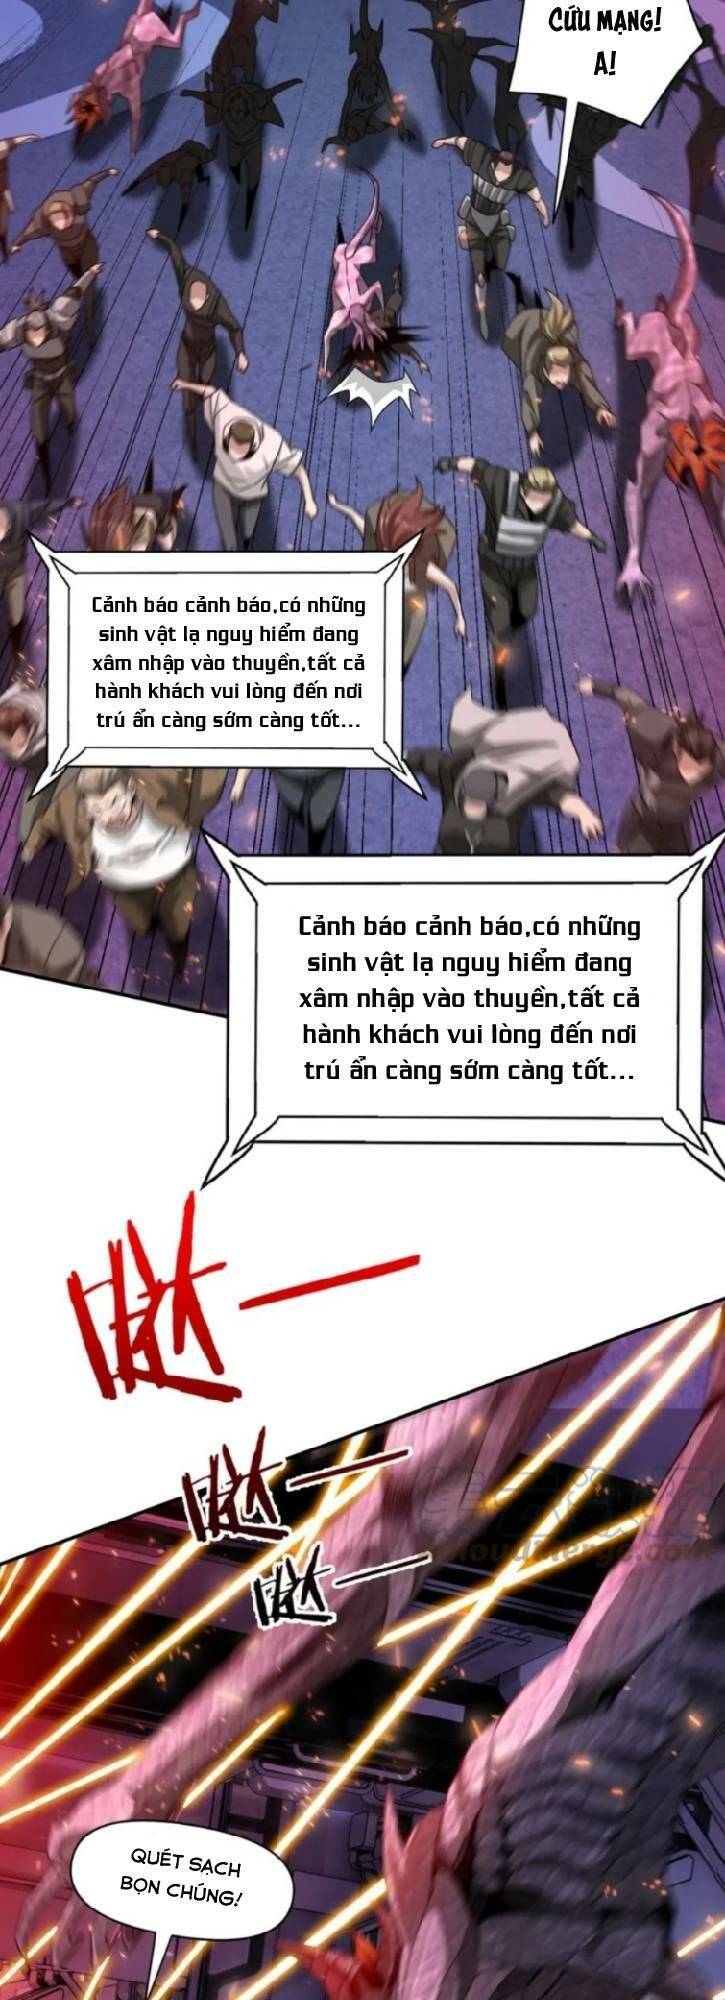 CỨU MẠNG!
A!
Cảnh báo cảnh báo,có những
sinh vật lạ nguy hiểm đang
xâm nhập vào thuyền,tất cả
hành khách vui lòng đến nơi
trú ẩn càng sớm càng tốt...
Cảnh báo cảnh báo,có những
sinh vật lạ nguy hiểm đang
xâm nhập vào thuyền,tất cả
hành khách vui lòng đến nơi
trú ẩn càng sớm càng tốt...
哒一
哒一
哒一
QUÉT SẠCH
BỌN CHÚNG!